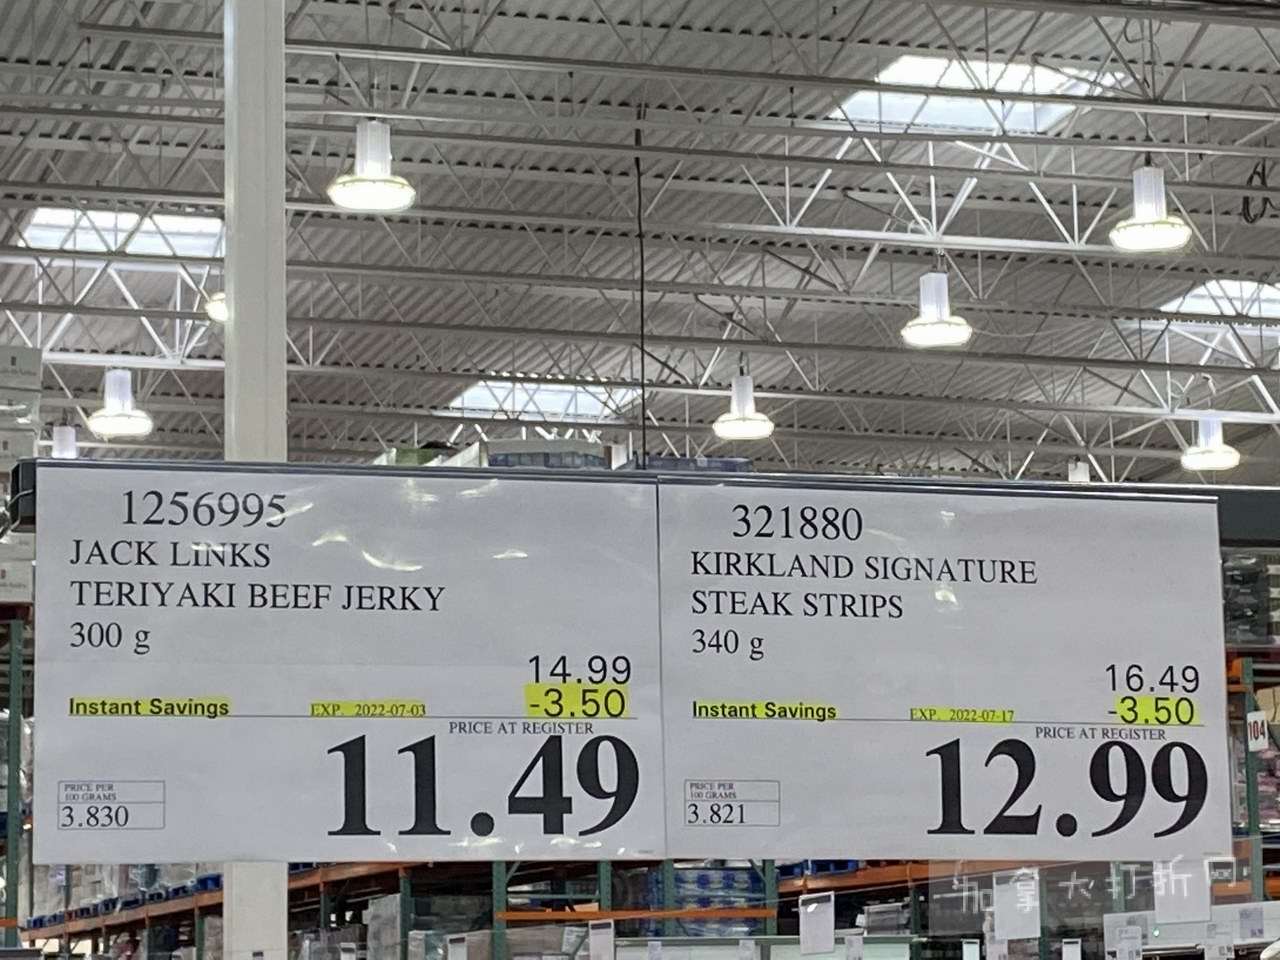 1256995
JACK LINKS
TERIYAKI BEEF JERKY
300 g
14.99
Instant Savings EXP. 2022-07-03 -3.50
PRICE AT REGISTER
11.49
PRICE PER
100 GRAMS
3.830
321880
KIRKLAND SIGNATURE
STEAK STRIPS
340 g
16.49
Instant Savings EXP. 2022-07-17 -3.50
PRICE AT REGISTER
12.99
PRICE PER
100 GRAMS
3.821
104
加拿大打折网